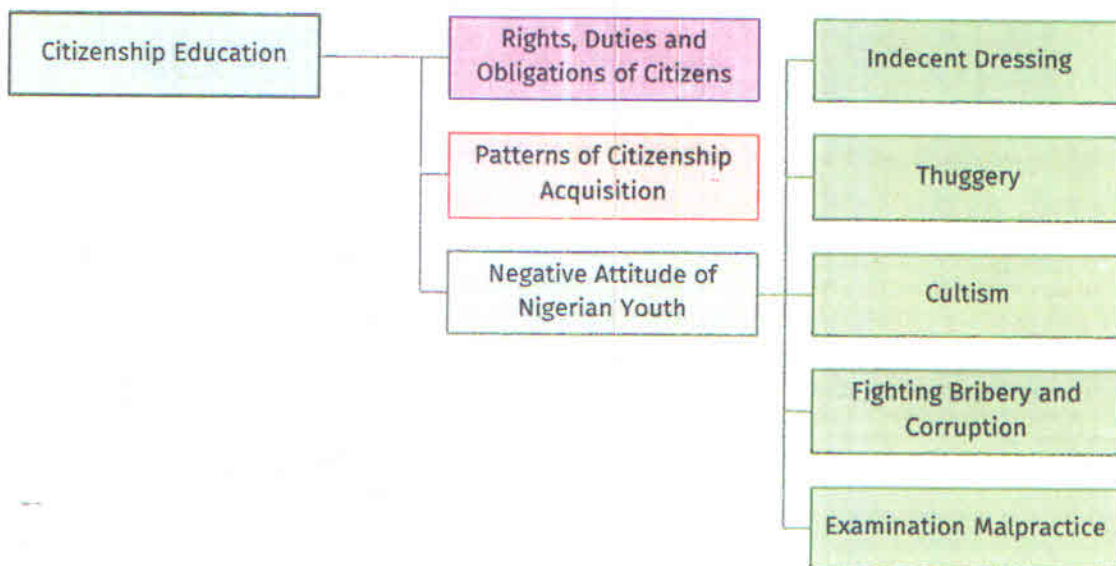 Citizenship Education
Rights, Duties and
Obligations of Citizens
Patterns of Citizenship
Acquisition
Negative Attitude of
Nigerian Youth
Indecent Dressing
Thuggery
Cultism
Fighting Bribery and
Corruption
Examination Malpractice